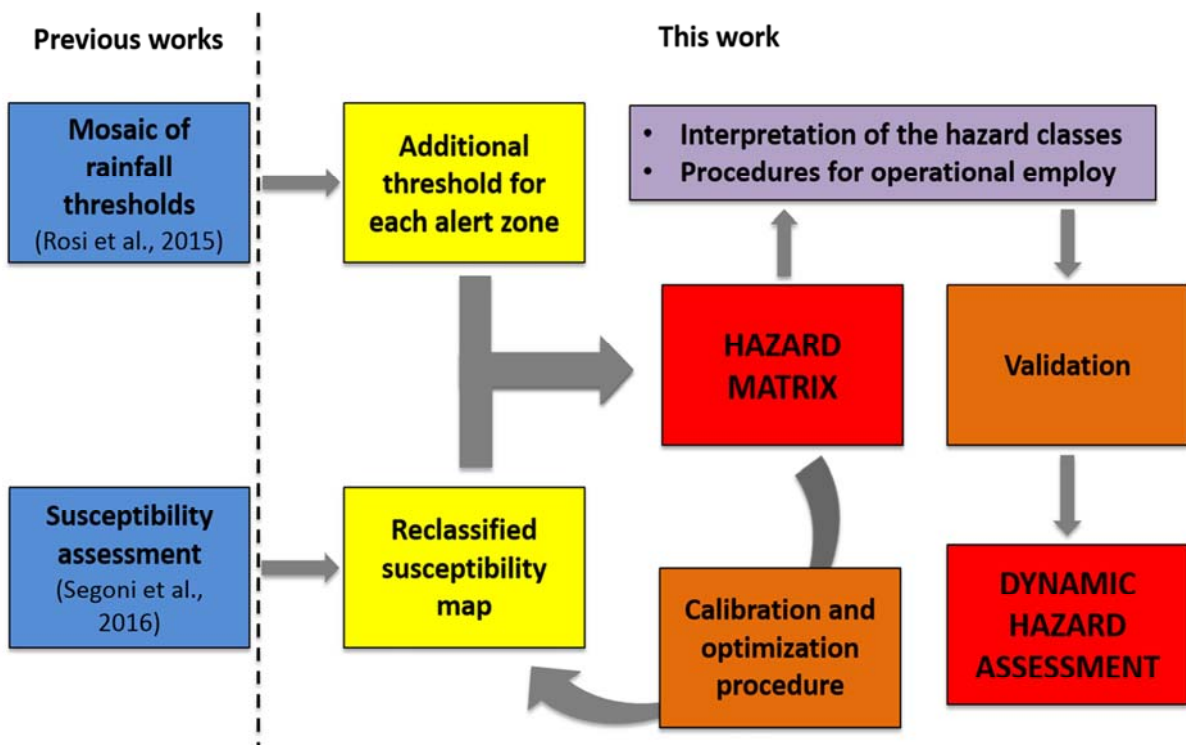 Previous works
This work
Mosaic of
rainfall
thresholds
(Rosi et al., 2015)
Additional
threshold for
each alert zone
• Interpretation of the hazard classes
• Procedures for operational employ
HAZARD
MATRIX
Validation
Susceptibility
assessment
(Segoni et al.,
2016)
Reclassified
susceptibility
map
Calibration and
optimization
procedure
DYNAMIC
HAZARD
ASSESSMENT